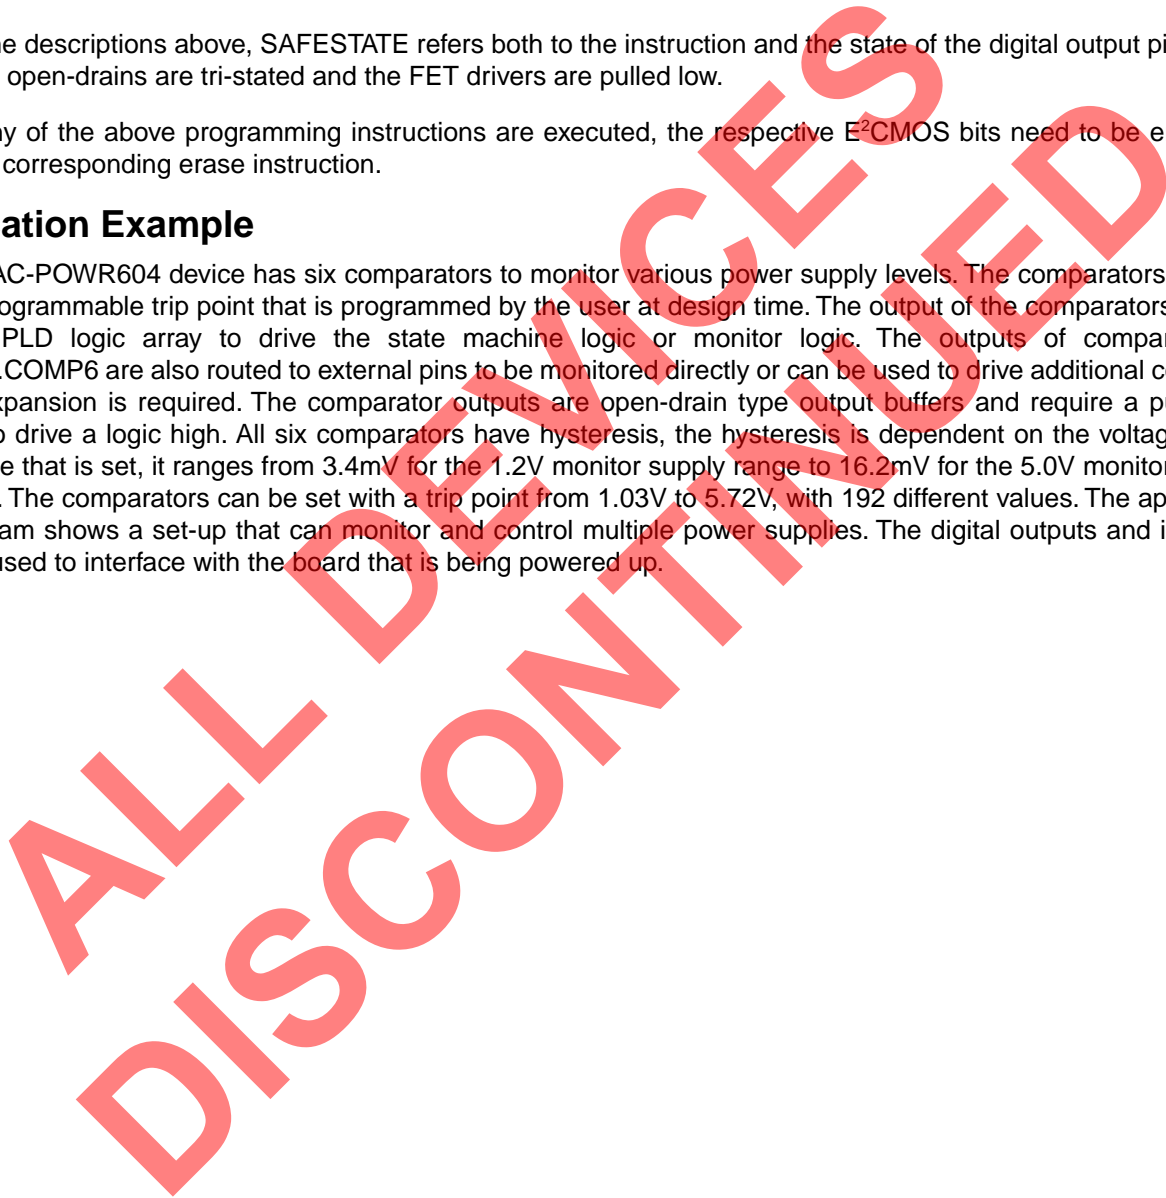 ne descriptions above, SAFESTATE refers both to the instruction and the state of the digital output pi
open-drains are tri-stated and the FET drivers are pulled low.
ny of the above programming instructions are executed, the respective E²CMOS bits need to be e
corresponding erase instruction.
ation Example
AC-POWR604 device has six comparators to monitor various power supply levels. The comparators
rogrammable trip point that is programmed by the user at design time. The output of the comparators
PLD logic array to drive the state machine logic or monitor logic. The outputs of compar
.COMP6 are also routed to external pins to be monitored directly or can be used to drive additional c
xpansion is required. The comparator outputs are open-drain type output buffers and require a pu
o drive a logic high. All six comparators have hysteresis, the hysteresis is dependent on the voltag
e that is set, it ranges from 3.4mV for the 1.2V monitor supply range to 16.2mV for the 5.0V monitor
. The comparators can be set with a trip point from 1.03V to 5.72V, with 192 different values. The ap
am shows a set-up that can monitor and control multiple power supplies. The digital outputs and i
used to interface with the board that is being powered up.
ALL DEVICES
DISCONTINUED